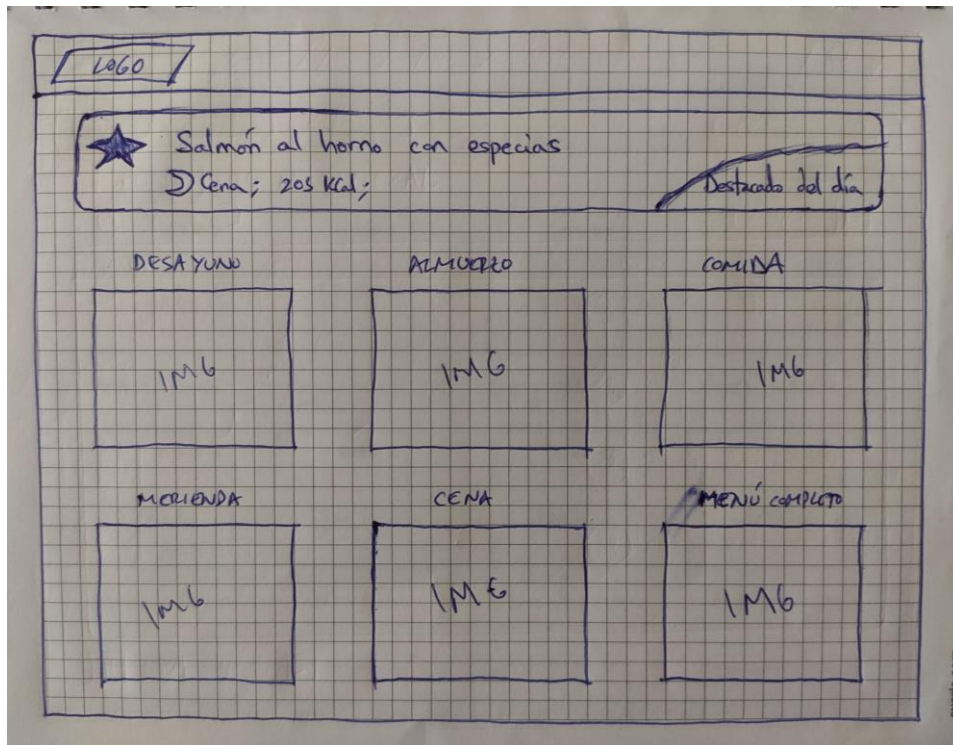 LOGO
Salmón al horno con especias
Cena; 205 Kcal;
Destacado del día
DESAYUNO
ALMUERZO
COMIDA
IMG
IMG
IMG
MERIENDA
CENA
MENÚ COMPLETO
IMG
IMG
IMG